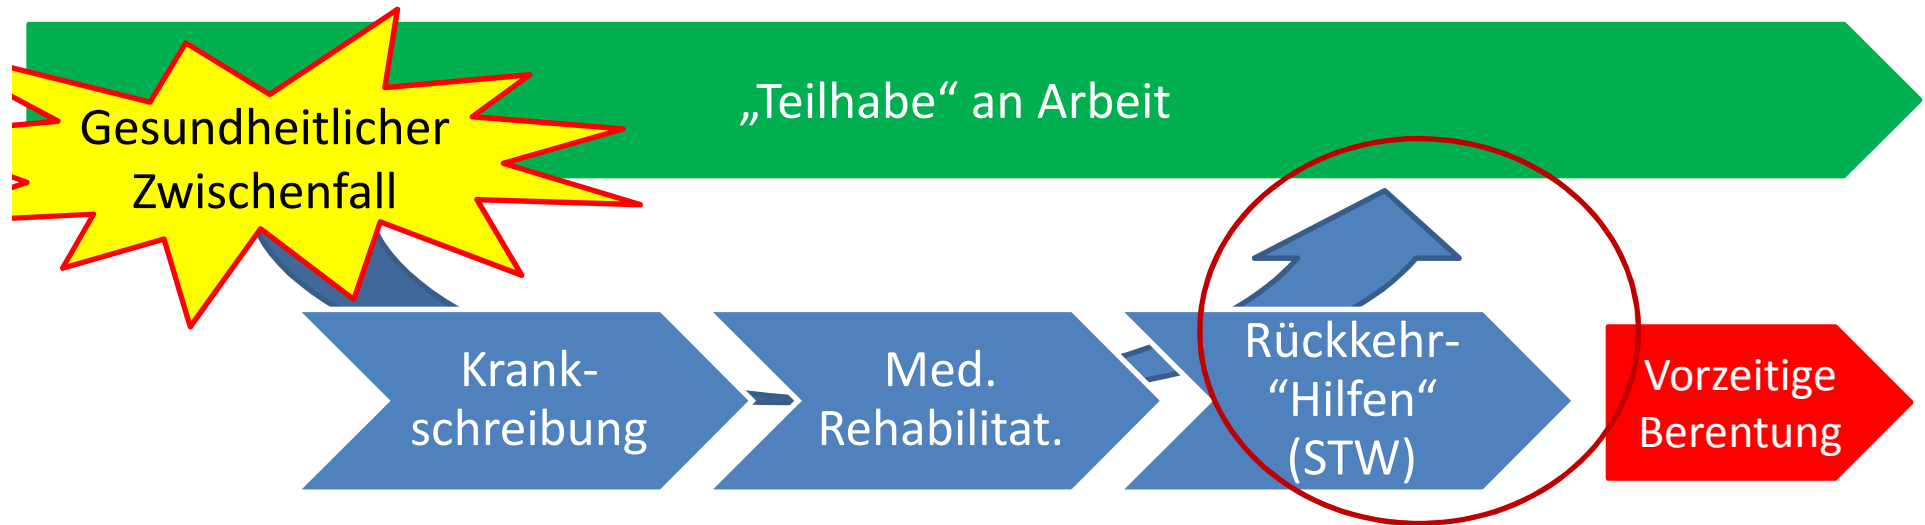 „Teilhabe“ an Arbeit
Gesundheitlicher
Zwischenfall
Krank-
schreibung
Med.
Rehabilitat.
Rückkehr-
“Hilfen“
(STW)
Vorzeitige
Berentung